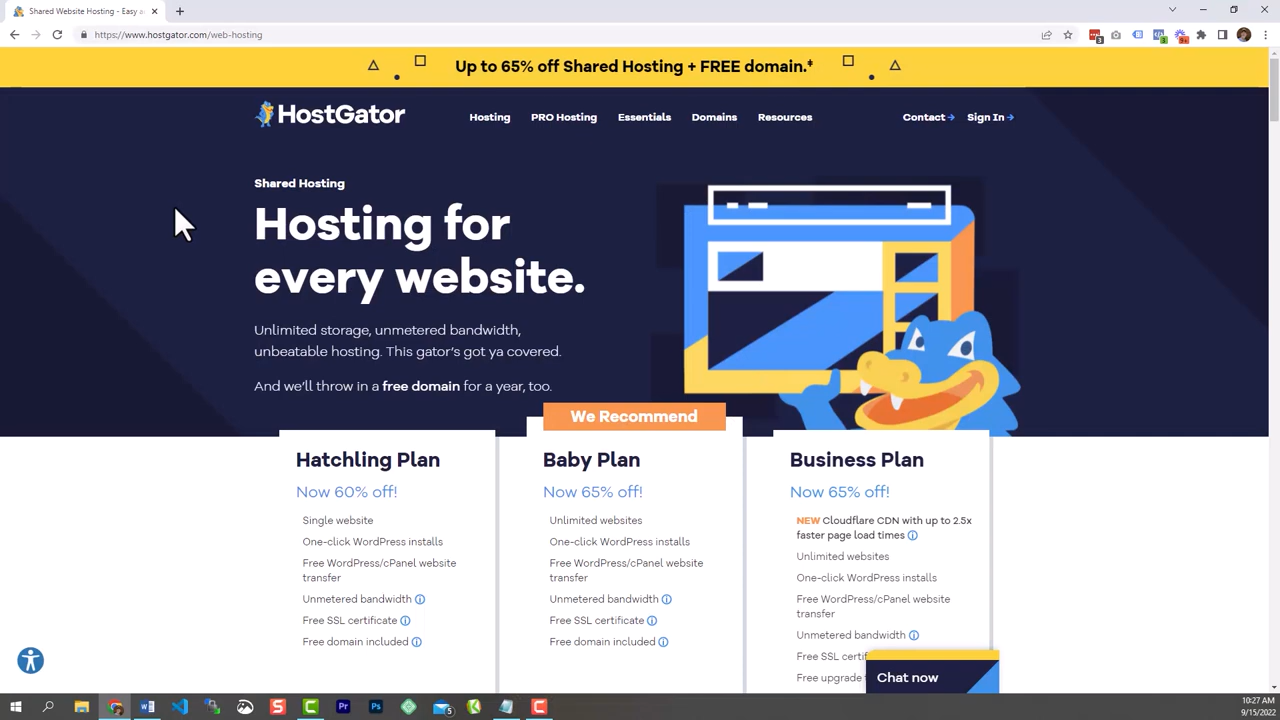 Shared Website Hosting - Easy a
https://www.hostgator.com/web-hosting
Up to 65% off Shared Hosting + FREE domain.‡
HostGator
Hosting
PRO Hosting
Essentials
Domains
Resources
Contact
Sign In
Shared Hosting
Hosting for
every website.
Unlimited storage, unmetered bandwidth,
unbeatable hosting. This gator's got ya covered.
And we'll throw in a free domain for a year, too.
We Recommend
Hatchling Plan
Now 60% off!
Single website
One-click WordPress installs
Free WordPress/cPanel website
transfer
Unmetered bandwidth
Free SSL certificate
Free domain included
Baby Plan
Now 65% off!
Unlimited websites
One-click WordPress installs
Free WordPress/cPanel website
transfer
Unmetered bandwidth
Free SSL certificate
Free domain included
Business Plan
Now 65% off!
NEW Cloudflare CDN with up to 2.5x
faster page load times
Unlimited websites
One-click WordPress installs
Free WordPress/cPanel website
transfer
Unmetered bandwidth
Free SSL certif
Free upgrade
Chat now
10:27 AM
9/15/2022